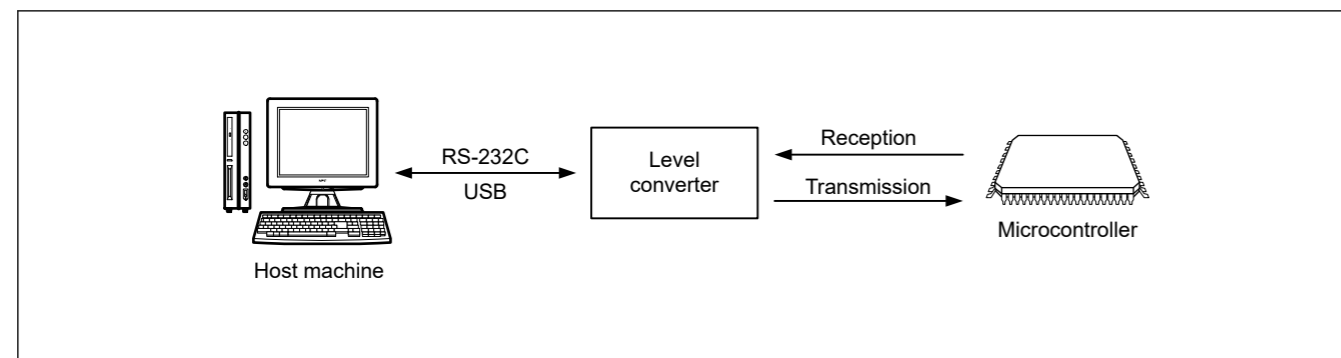 RS-232C
USB
Level
converter
Reception
Transmission
Host machine
Microcontroller